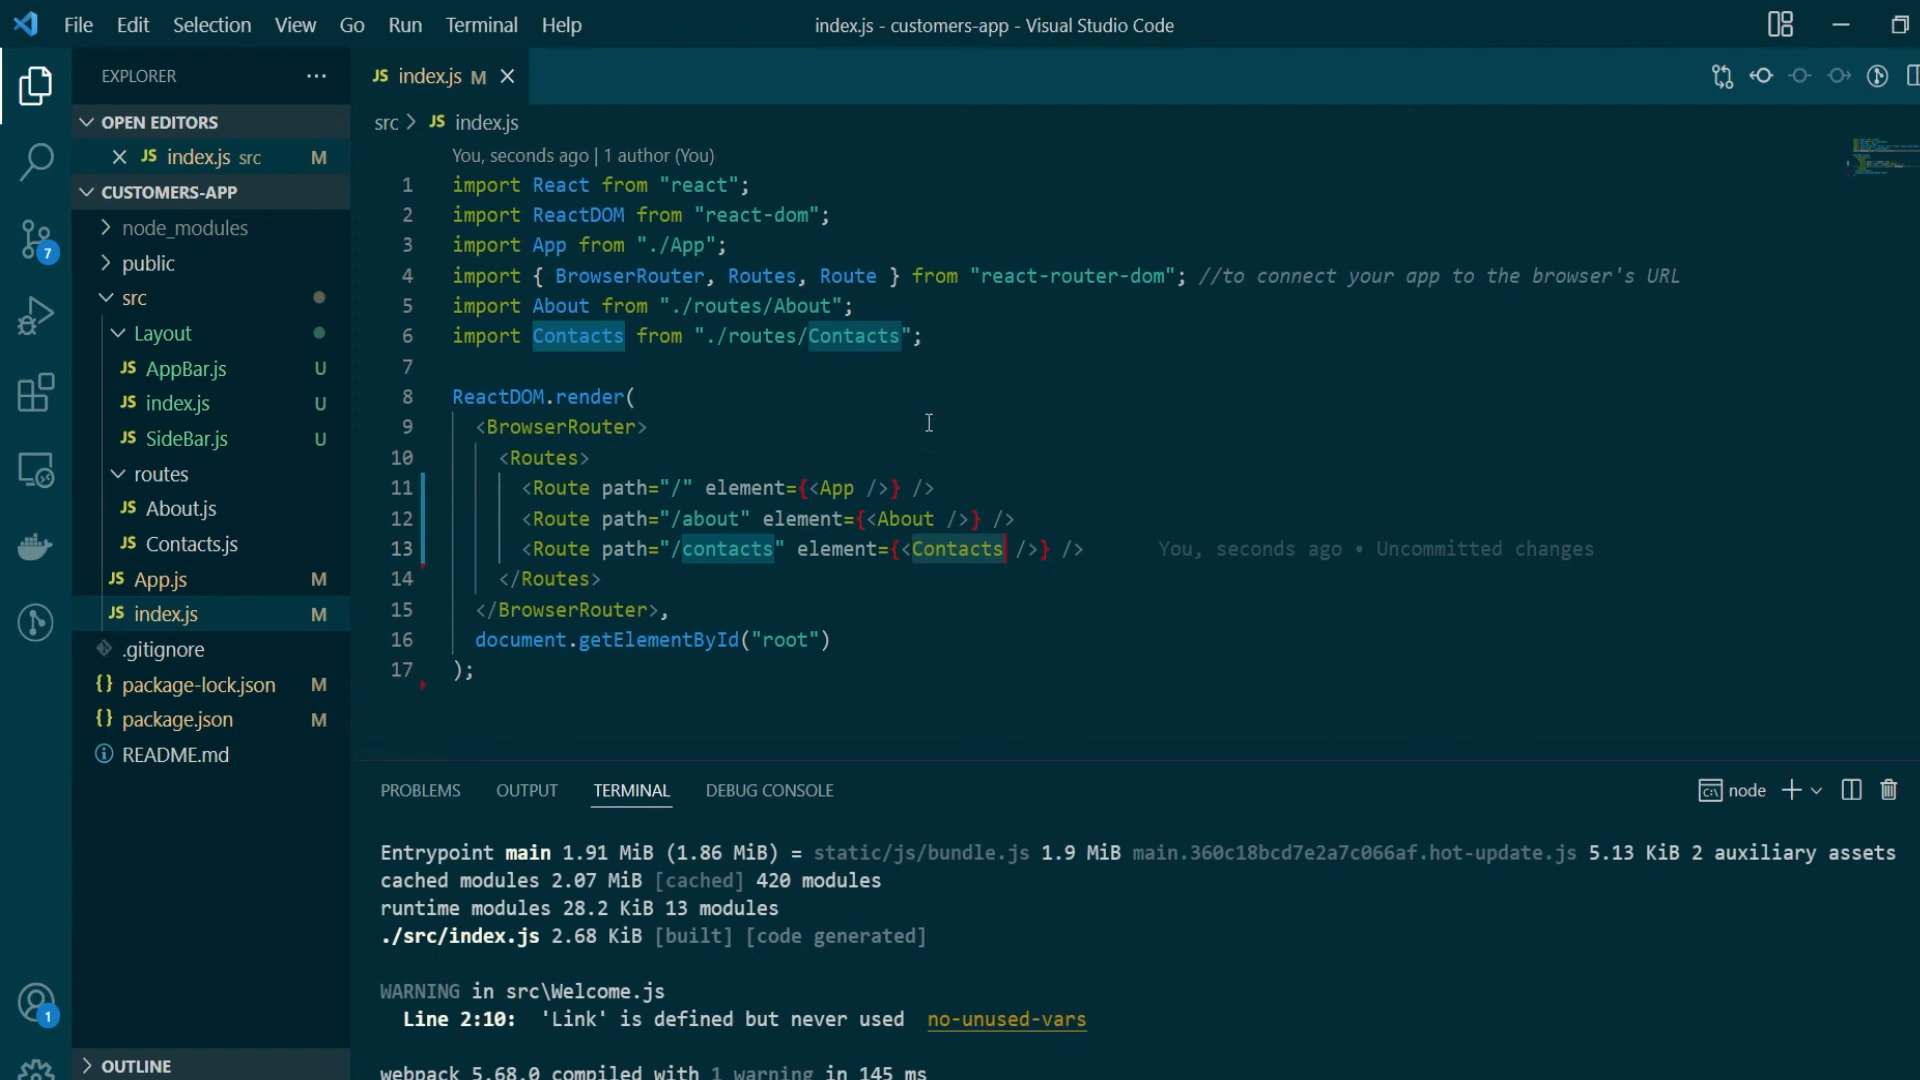 File Edit Selection View Go Run Terminal Help
index.js - customers-app - Visual Studio Code
EXPLORER
OPEN EDITORS
JS index.js src M
CUSTOMERS-APP
node_modules
public
src
Layout
JS AppBar.js U
JS index.js U
JS SideBar.js U
routes
JS About.js
JS Contacts.js
JS App.js M
JS index.js M
.gitignore
{} package-lock.json M
{} package.json M
README.md
OUTLINE
7
1
JS index.js M
src > JS index.js
You, seconds ago | 1 author (You)
1 import React from "react";
2 import ReactDOM from "react-dom";
3 import App from "./App";
4 import { BrowserRouter, Routes, Route } from "react-router-dom"; //to connect your app to the browser's URL
5 import About from "./routes/About";
6 import Contacts from "./routes/Contacts";
7
8 ReactDOM.render(
9 <BrowserRouter>
10 <Routes>
11 <Route path="/" element={<App />} />
12 <Route path="/about" element={<About />} />
13 <Route path="/contacts" element={<Contacts />} /> You, seconds ago • Uncommitted changes
14 </Routes>
15 </BrowserRouter>,
16 document.getElementById("root")
17 );
PROBLEMS OUTPUT TERMINAL DEBUG CONSOLE
node
Entrypoint main 1.91 MiB (1.86 MiB) = static/js/bundle.js 1.9 MiB main.360c18bcd7e2a7c066af.hot-update.js 5.13 KiB 2 auxiliary assets
cached modules 2.07 MiB [cached] 420 modules
runtime modules 28.2 KiB 13 modules
./src/index.js 2.68 KiB [built] [code generated]
WARNING in src\Welcome.js
Line 2:10: 'Link' is defined but never used no-unused-vars
webpack 5.68.0 compiled with 1 warning in 145 ms